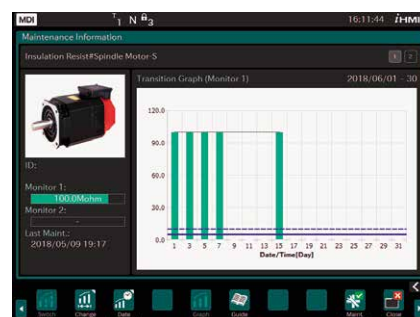 MDI T1 N 3 16:11:44 iHMI
Maintenance Information
Insulation Resist#Spindle Motor-S 1 2
Transition Graph (Monitor 1) 2018/06/01 - 30
120.0
90.0
60.0
30.0
0.0
1 3 5 7 9 11 13 15 17 19 21 23 25 27 29 31
Date/Time[Day]
ID:
Monitor 1:
100.0Mohm
Monitor 2:
-
Last Maint.:
2018/05/09 19:17
Switch Change Date Graph Guide Maint. Close